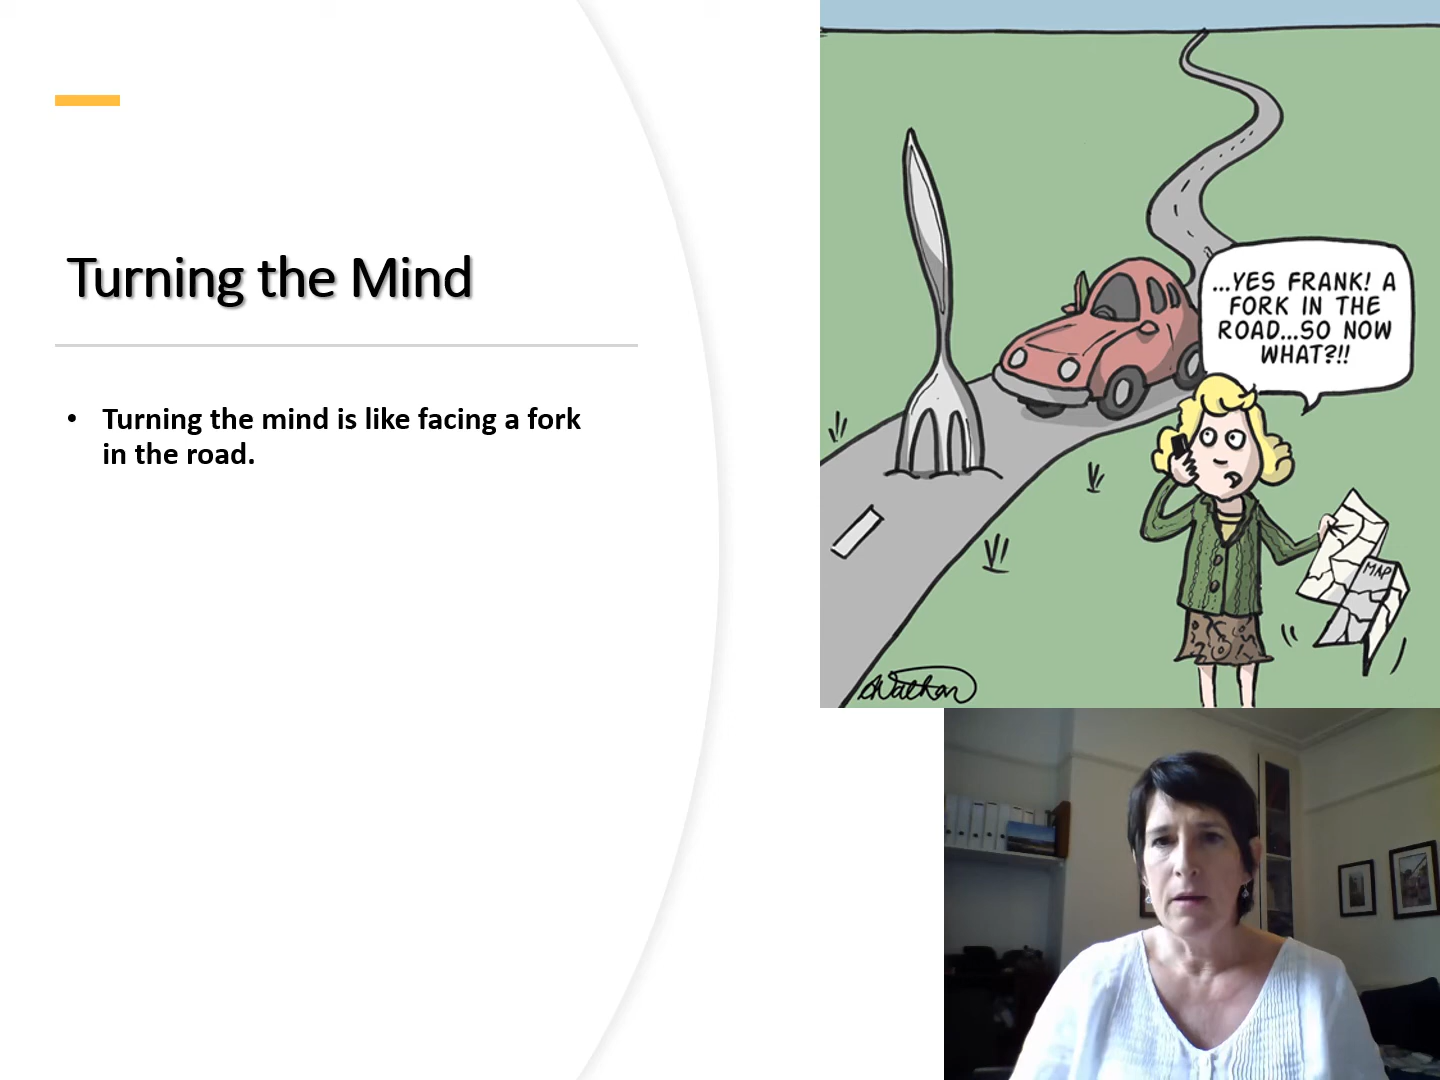 Turning the Mind
• Turning the mind is like facing a fork
in the road.
...YES FRANK! A
FORK IN THE
ROAD...SO NOW
WHAT?!!
MAP